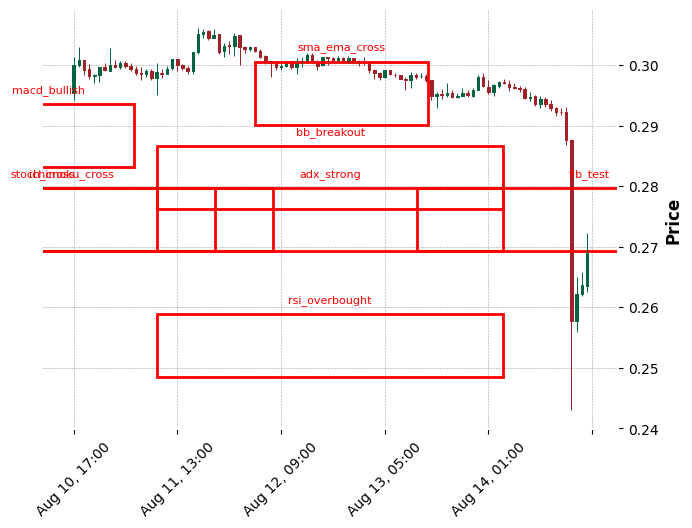 sma_ema_cross
0.30
macd_bullish
0.29
bb_breakout
adx_strong
0.28
0.27
Price
rsi_overbought
0.26
0.25
0.24
Aug 10, 17:00
Aug 11, 13:00
Aug 12, 09:00
Aug 13, 05:00
Aug 14, 01:00